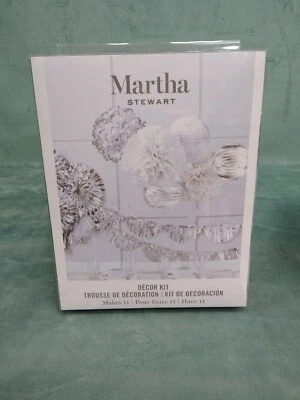 Martha
STEWART
DÉCOR KIT
TROUSSE DE DÉCORATION | KIT DE DECORACIÓN
Makes 11 | Pour Faire 11 | Hace 11